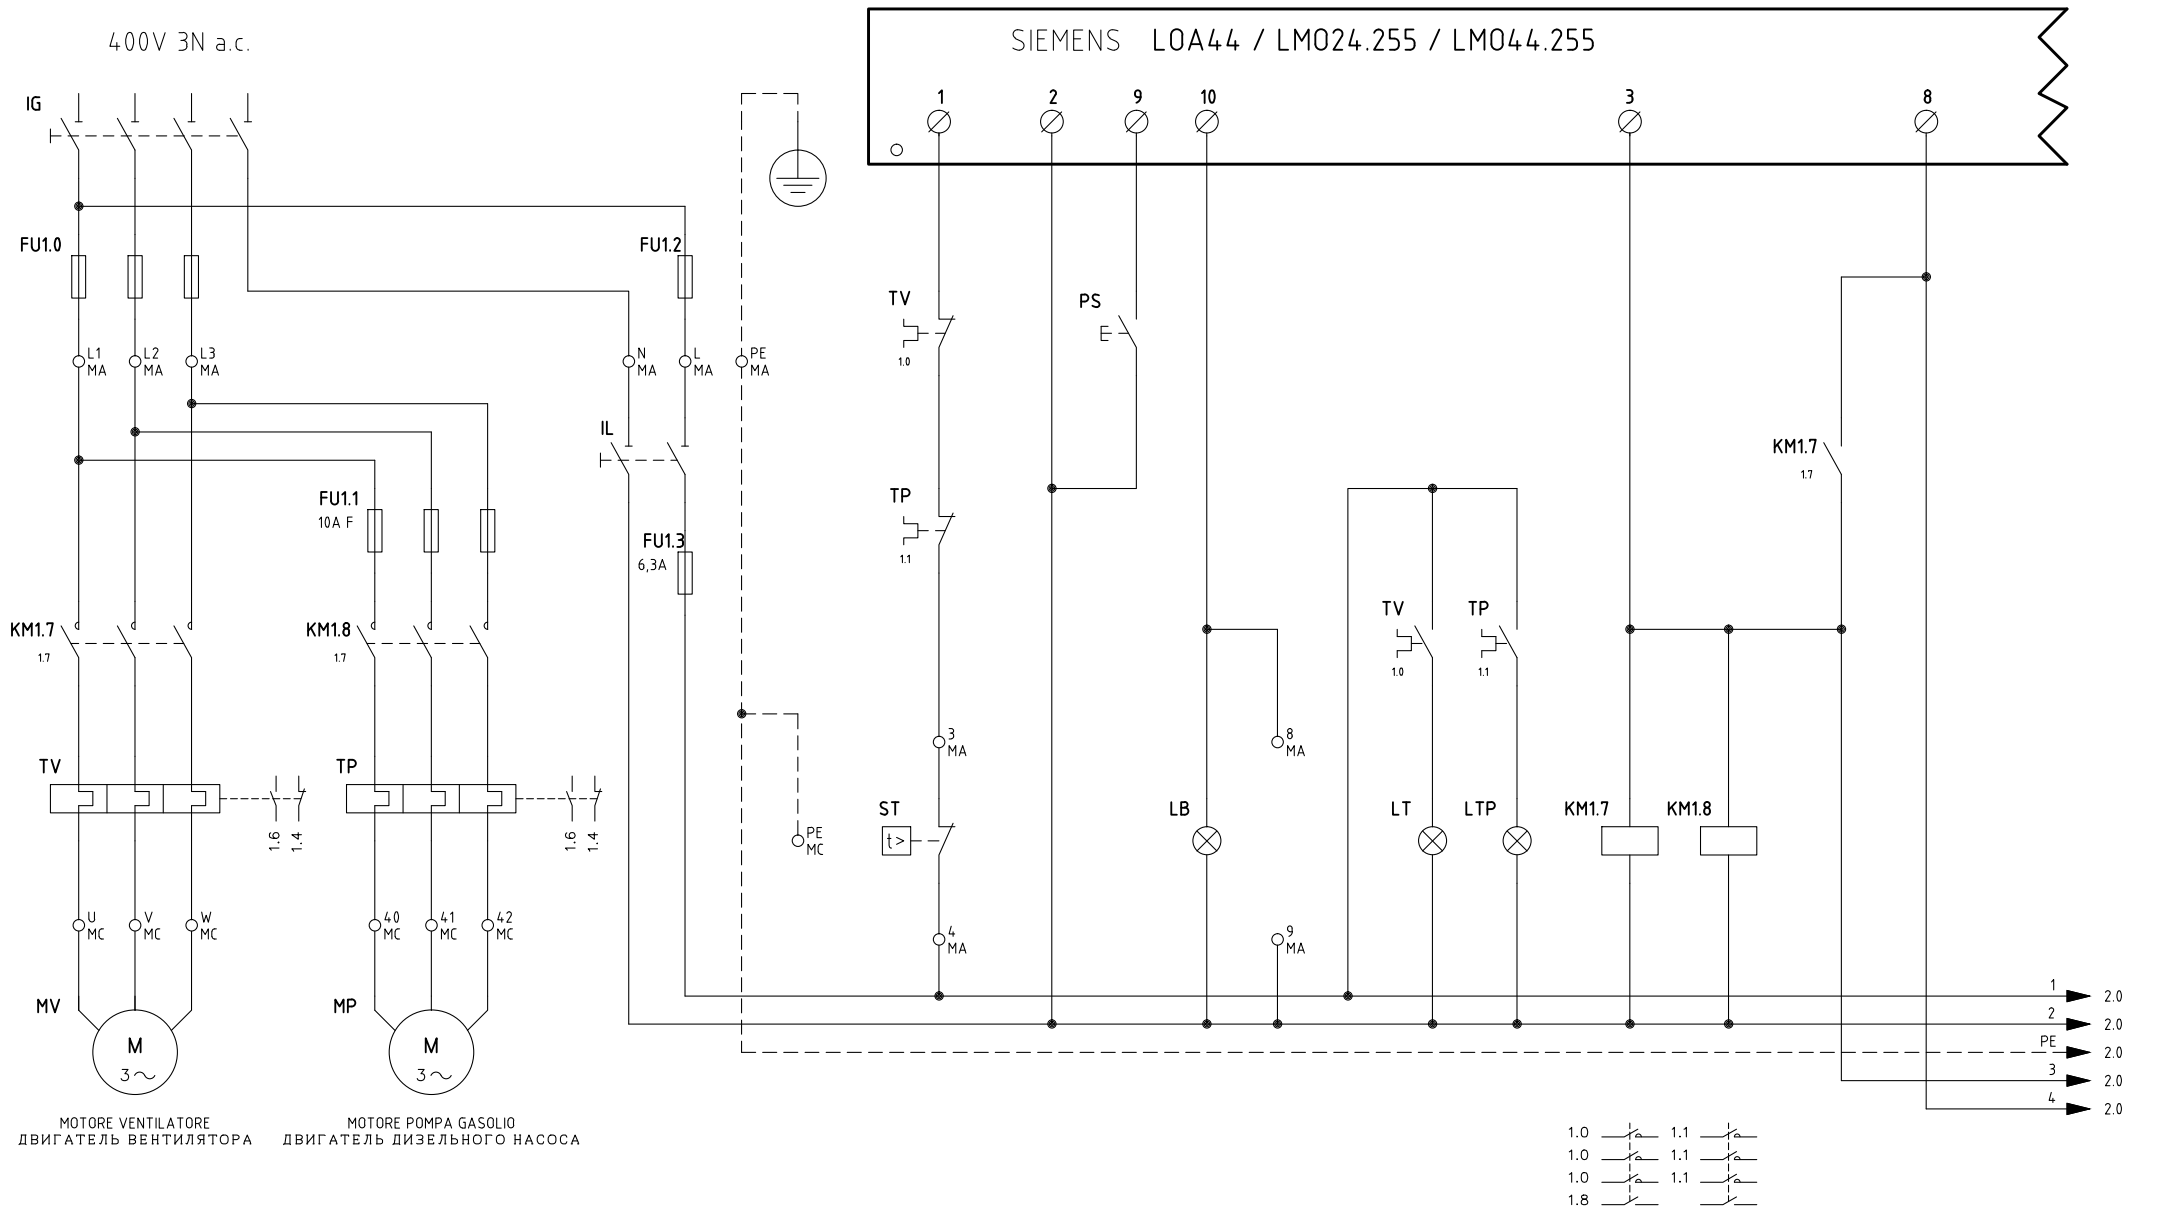 400V 3N a.c.
SIEMENS LOA44 / LMO24.255 / LMO44.255
IG
1
2
9
10
3
8
FU1.0
FU1.2
TV
1.0
PS
L1
MA
L2
MA
L3
MA
N
MA
L
MA
PE
MA
IL
KM1.7
1.7
FU1.1
10A F
TP
1.1
FU1.3
6,3A
KM1.7
1.7
KM1.8
1.7
TV
1.0
TP
1.1
3
MA
8
MA
TV
1.6
1.4
TP
1.6
1.4
PE
MC
ST
t>
LB
LT
LTP
KM1.7
KM1.8
U
MC
V
MC
W
MC
40
MC
41
MC
42
MC
4
MA
9
MA
MV
M
3~
MP
M
3~
1
2.0
2
2.0
PE
2.0
3
2.0
4
2.0
MOTORE VENTILATORE
ДВИГАТЕЛЬ ВЕНТИЛЯТОРА
MOTORE POMPA GASOLIO
ДВИГАТЕЛЬ ДИЗЕЛЬНОГО НАСОСА
1.0
1.1
1.0
1.1
1.0
1.1
1.8